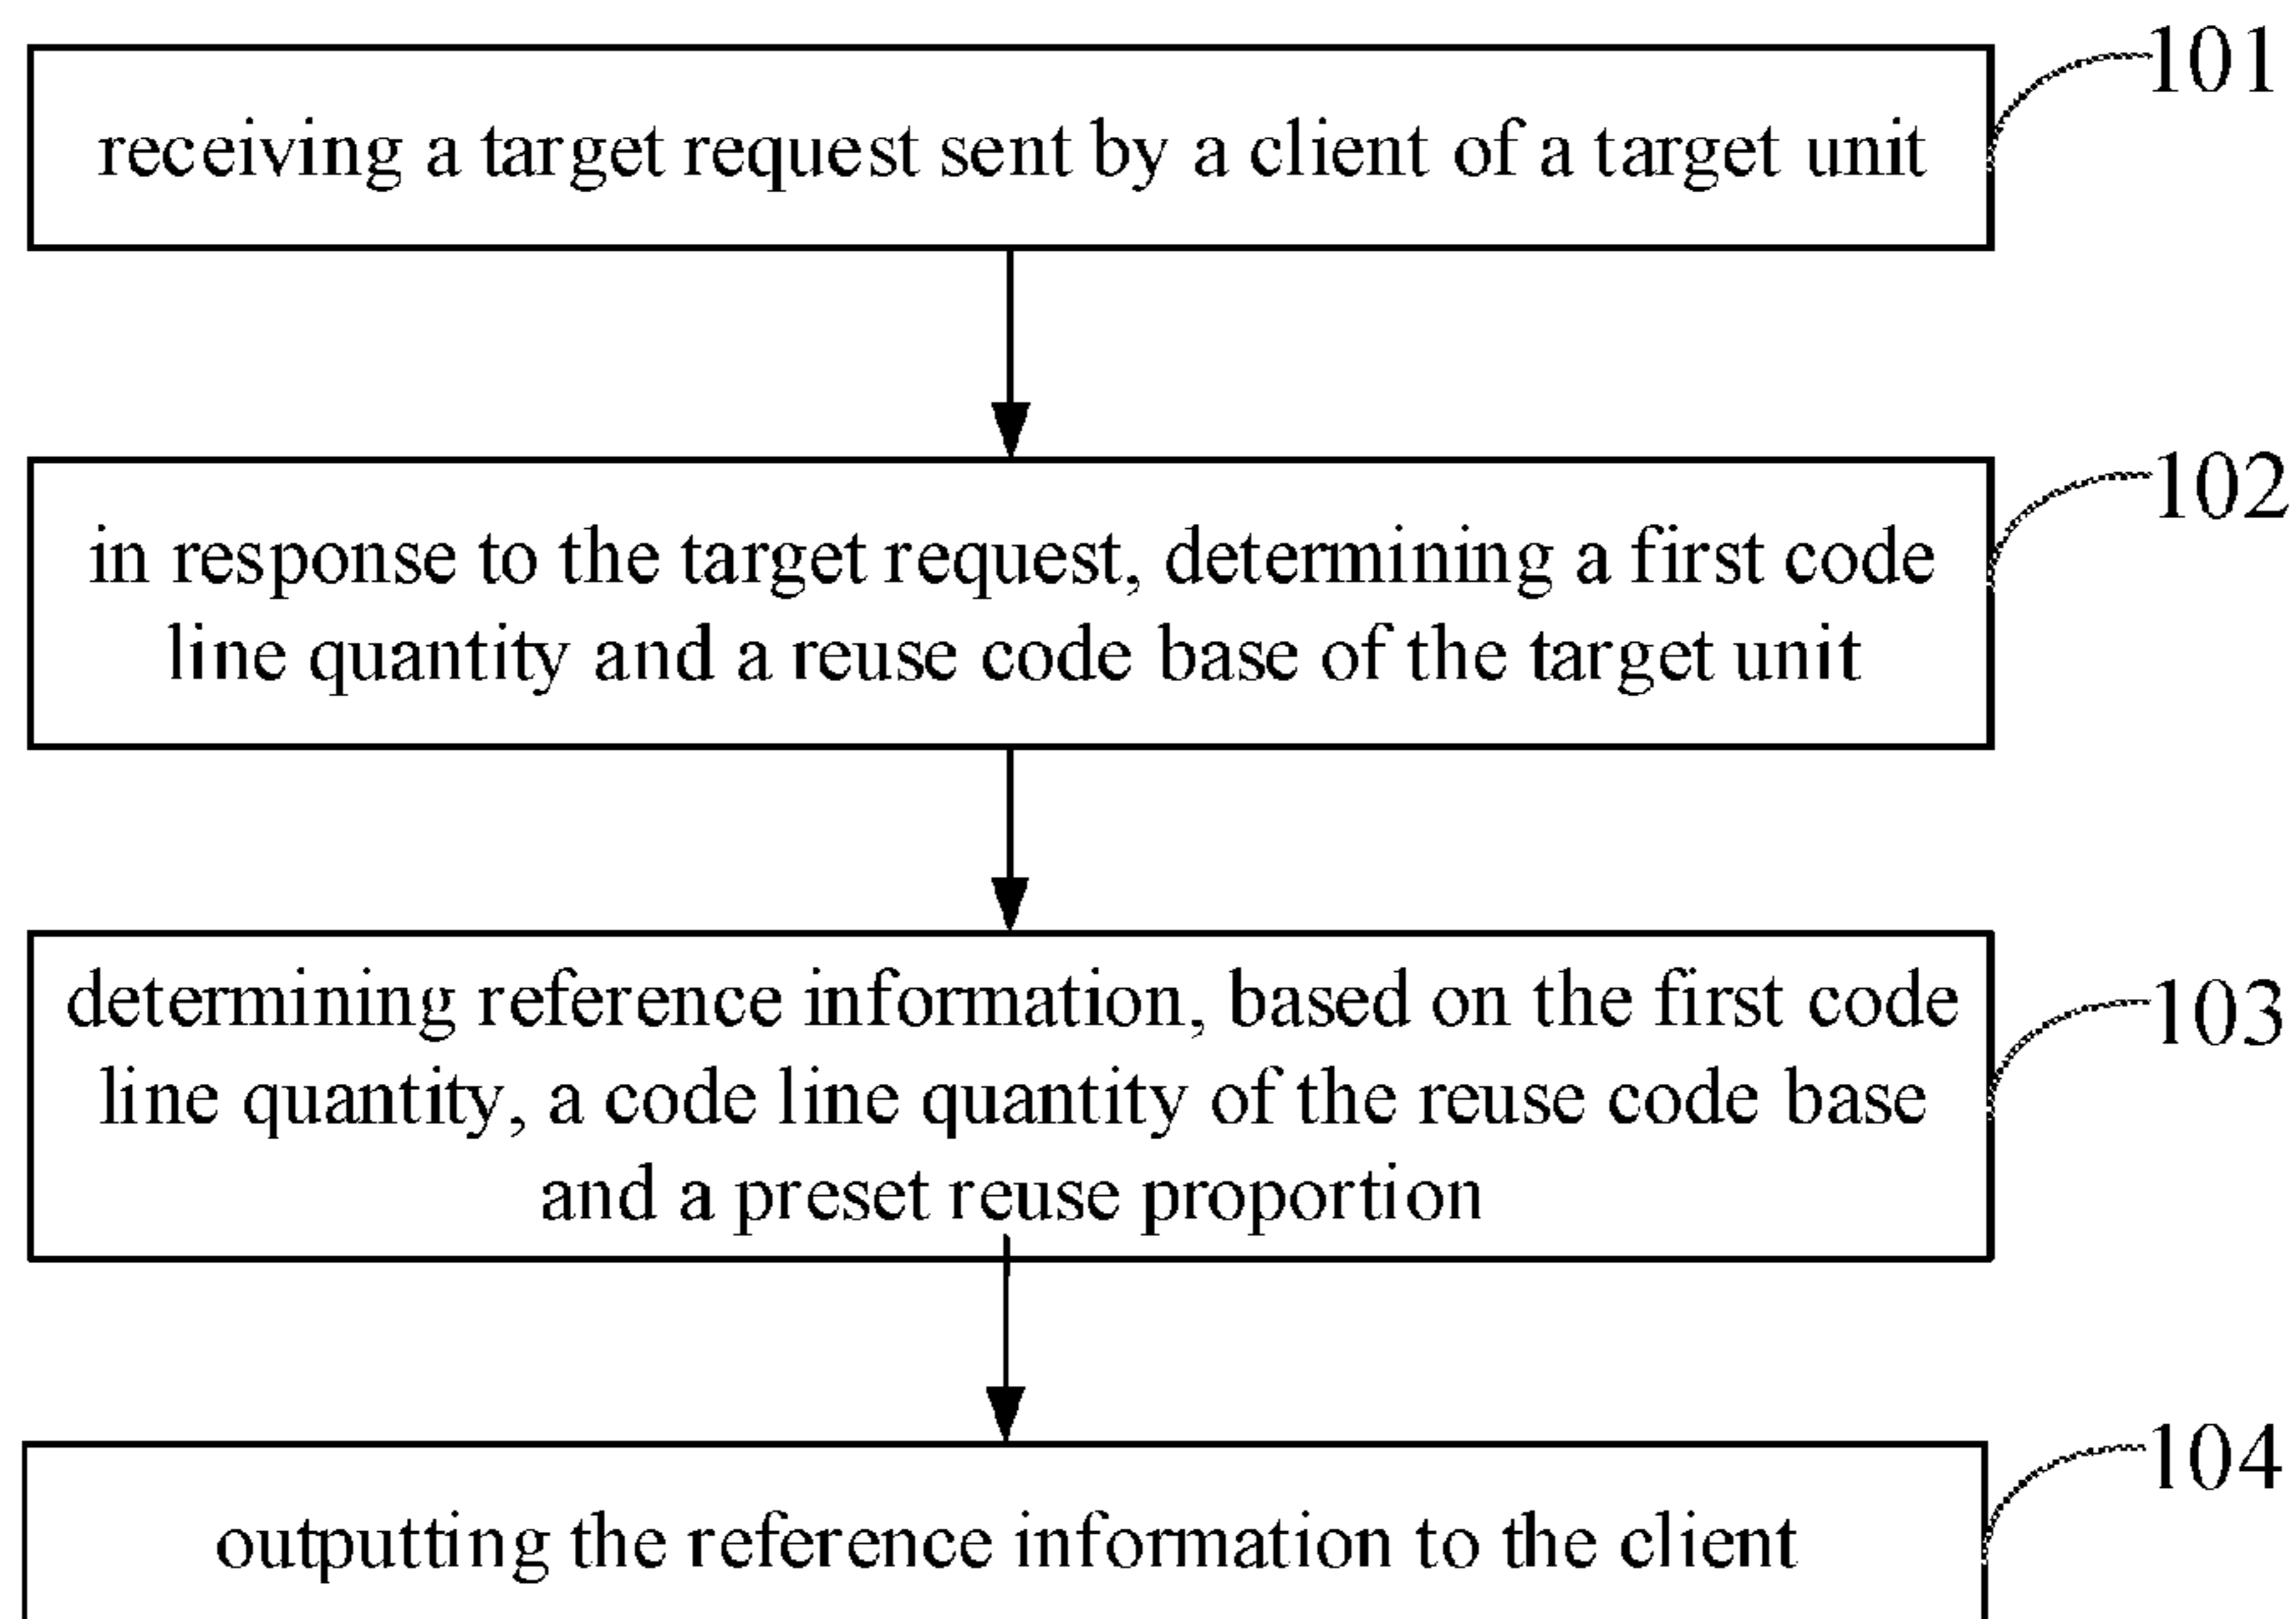 101
receiving a target request sent by a client of a target unit
102
in response to the target request, determining a first code
line quantity and a reuse code base of the target unit
103
determining reference information, based on the first code
line quantity, a code line quantity of the reuse code base
and a preset reuse proportion
104
outputting the reference information to the client